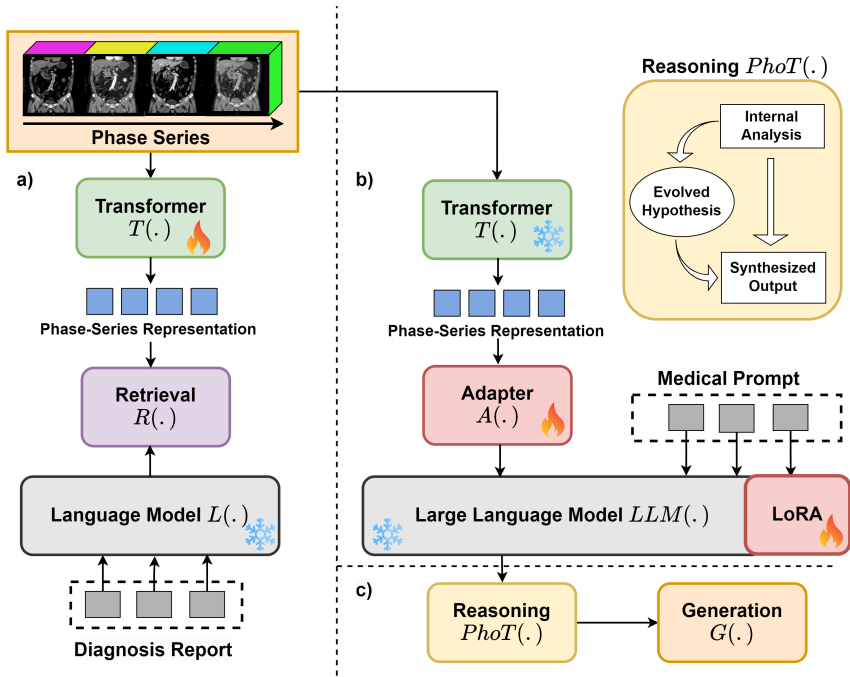 Phase Series
a)
Transformer
T(.)
Phase-Series Representation
Retrieval
R(.)
Language Model L(.)
Diagnosis Report
b)
Transformer
T(.)
Phase-Series Representation
Adapter
A(.)
Medical Prompt
Large Language Model LLM(.)
LoRA
Reasoning PhoT(.)
Internal
Analysis
Evolved
Hypothesis
Synthesized
Output
c)
Reasoning
PhoT(.)
Generation
G(.)